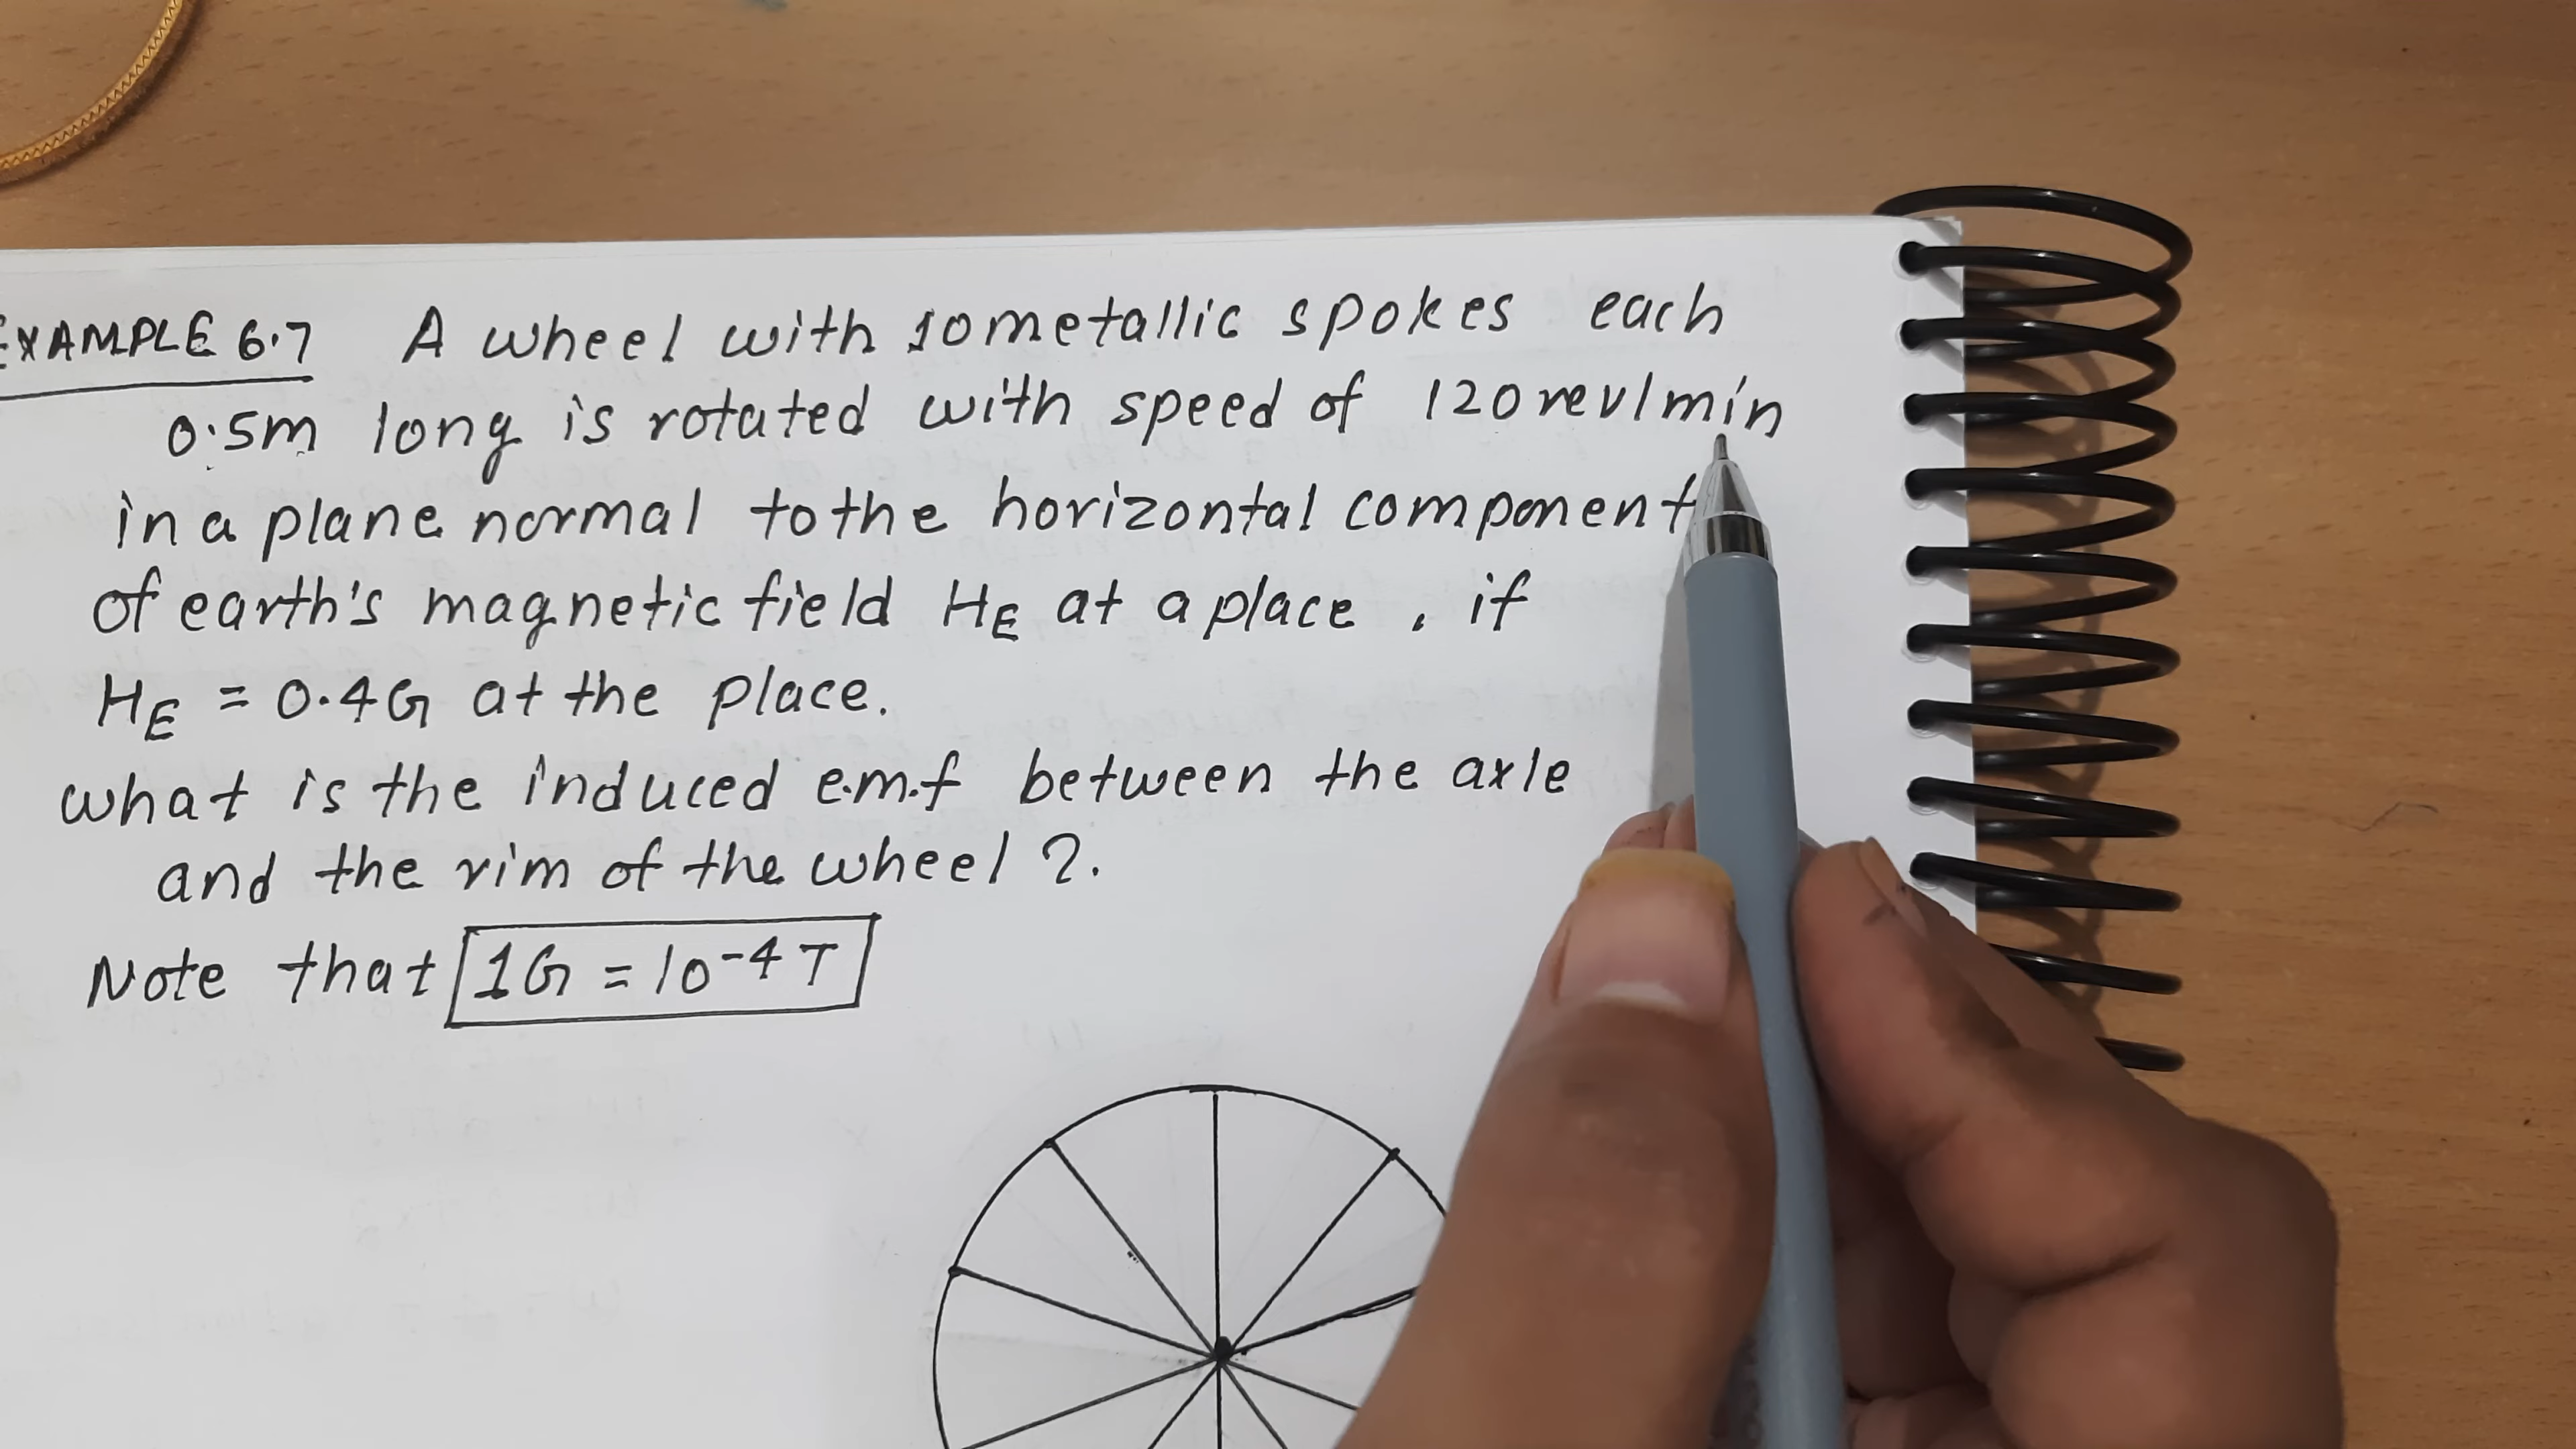 EXAMPLE 6.7 A wheel with 10 metallic spokes each
0.5m long is rotated with speed of 120 rev/min
in a plane normal to the horizontal component
of earth's magnetic field HE at a place. if
HE = 0.4G at the place.
what is the induced e.m.f between the axle
and the rim of the wheel ?.
Note that 1G = 10-4 T